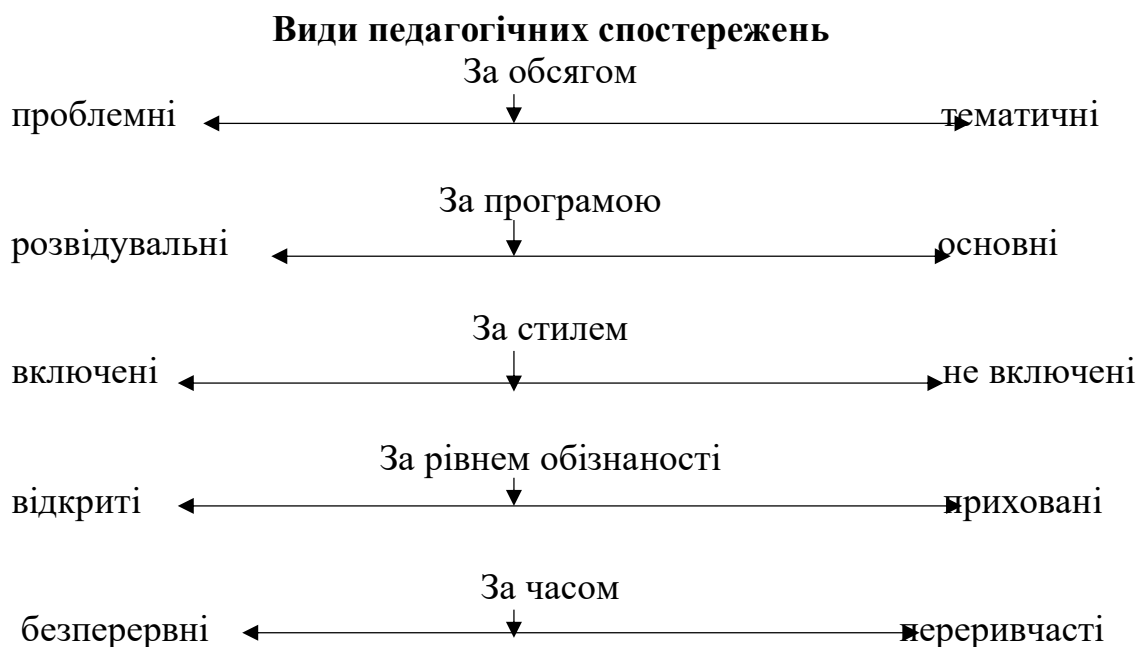 Види педагогічних спостережень
За обсягом
проблемні тематичні
За програмою
розвідувальні основні
За стилем
включені не включені
За рівнем обізнаності
відкриті приховані
За часом
безперервні переривчасті